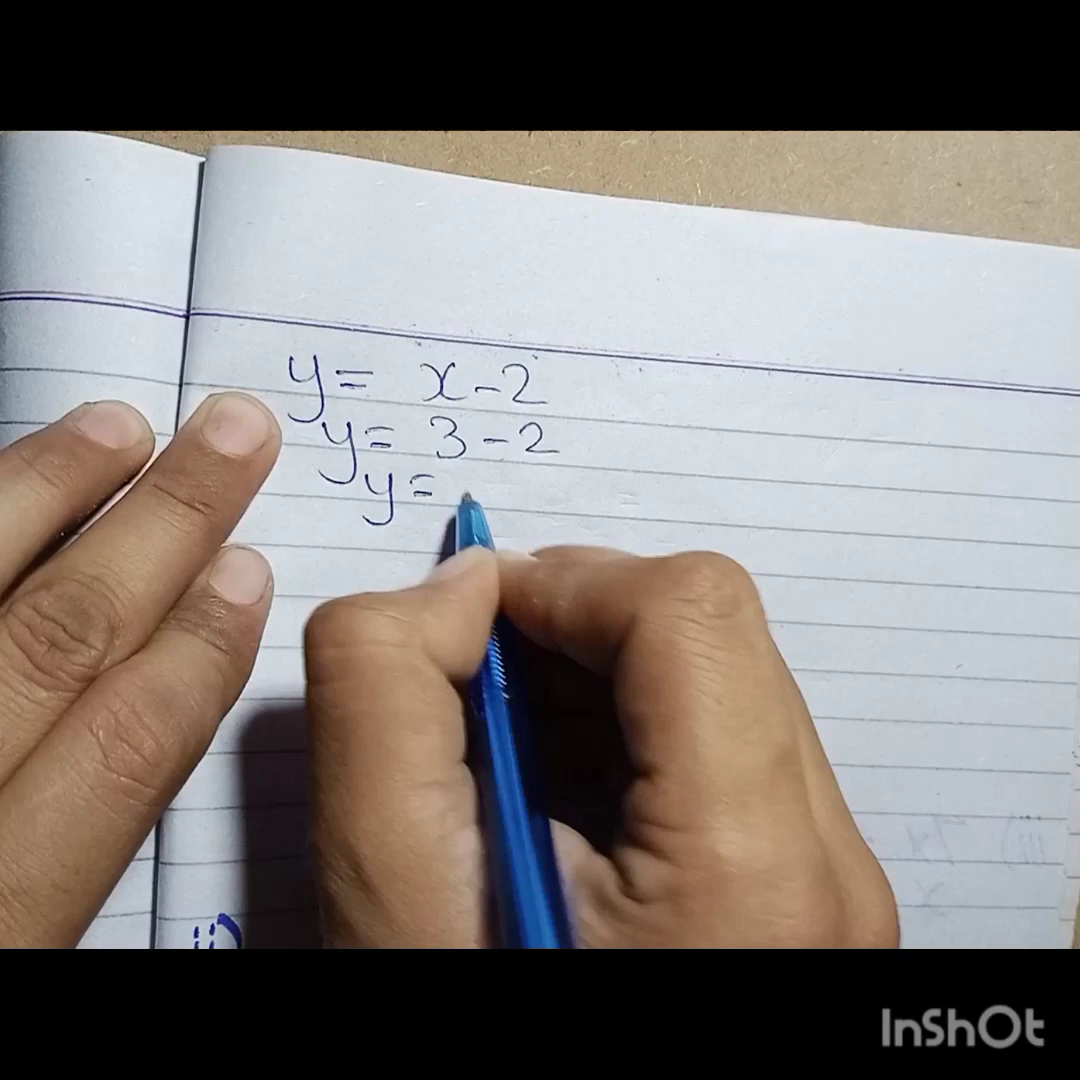 y = x - 2
y = 3 - 2
y =
InShOt